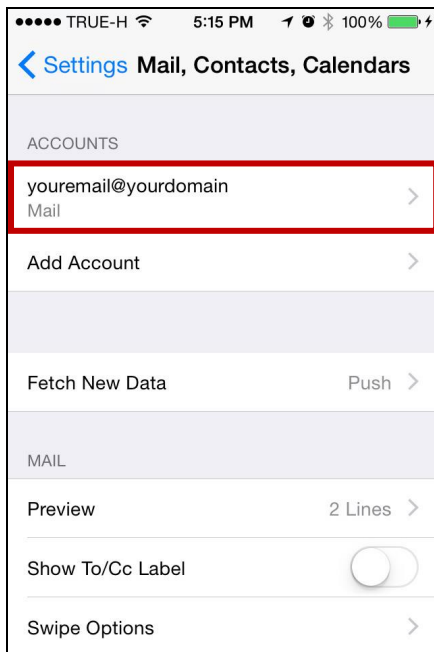 ●●●●● TRUE-H 5:15 PM 100%
Settings Mail, Contacts, Calendars
ACCOUNTS
youremail@yourdomain
Mail
Add Account
Fetch New Data Push
MAIL
Preview 2 Lines
Show To/Cc Label
Swipe Options